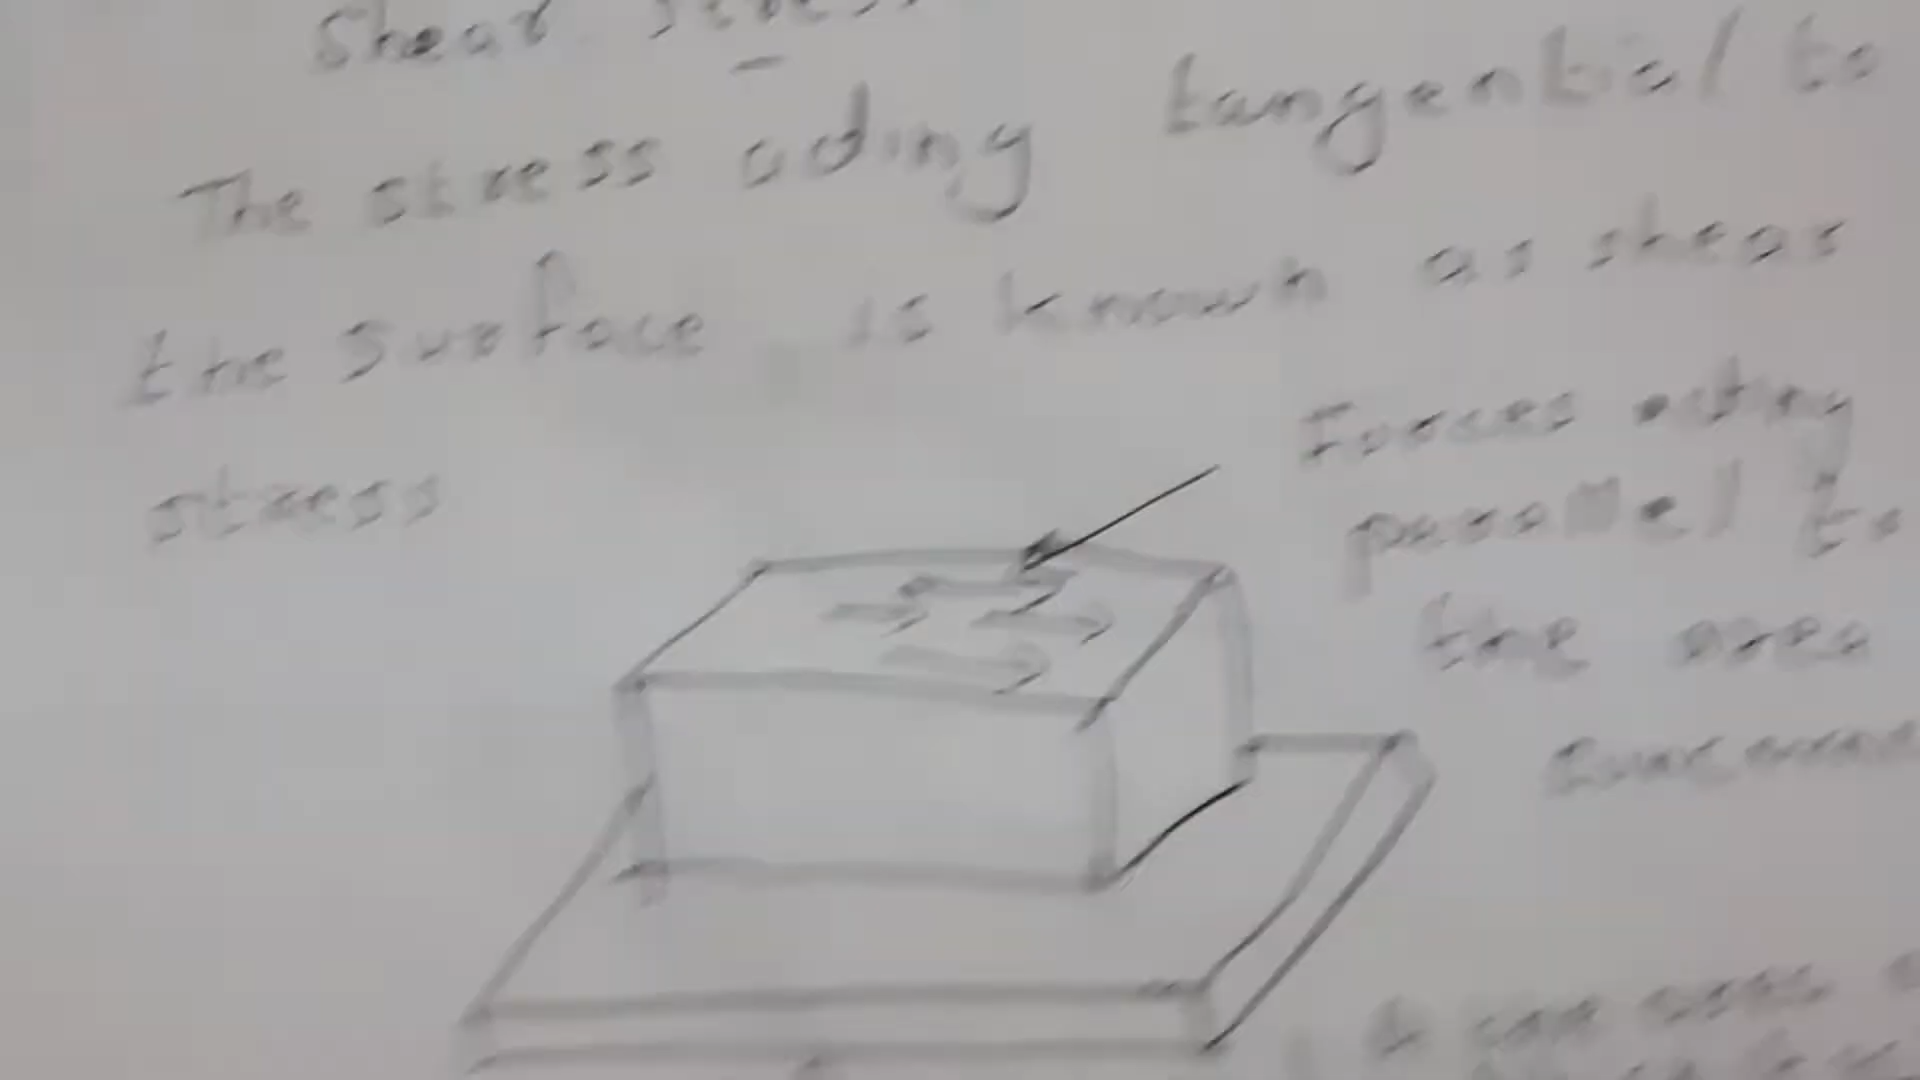 Shear stress
The stress acting tangential to
the surface is known as shear
stress
Forces acting
parallel to
the area